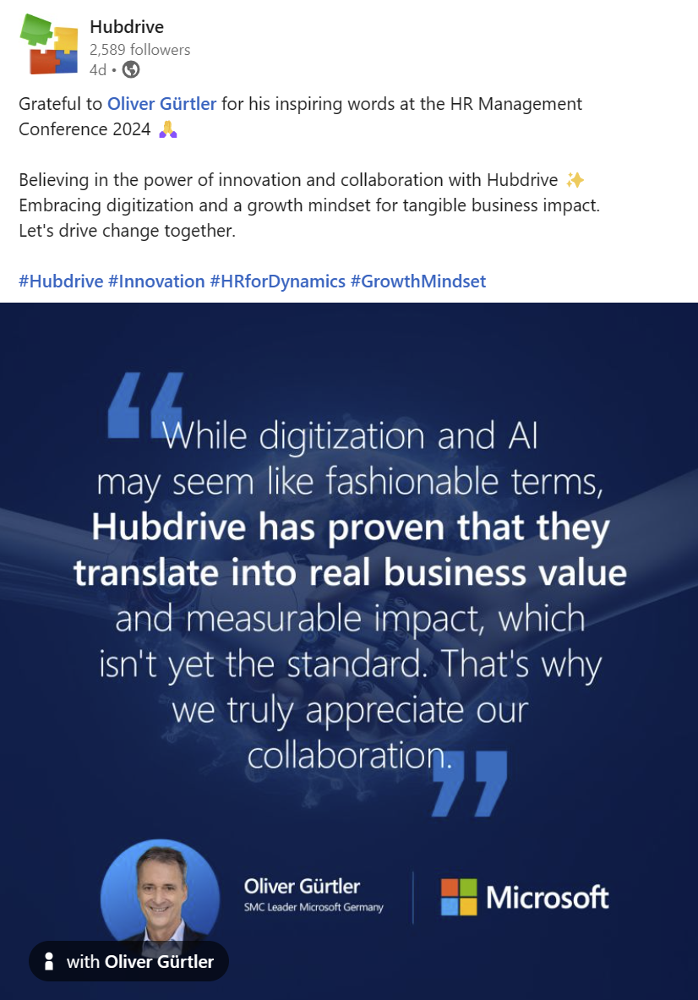 Hubdrive
2,589 followers
4d •
Grateful to Oliver Gürtler for his inspiring words at the HR Management
Conference 2024 🙏
Believing in the power of innovation and collaboration with Hubdrive ✨
Embracing digitization and a growth mindset for tangible business impact.
Let's drive change together.
#Hubdrive #Innovation #HRforDynamics #GrowthMindset
“While digitization and AI
may seem like fashionable terms,
Hubdrive has proven that they
translate into real business value
and measurable impact, which
isn't yet the standard. That's why
we truly appreciate our
collaboration.”
Oliver Gürtler
SMC Leader Microsoft Germany
Microsoft
with Oliver Gürtler